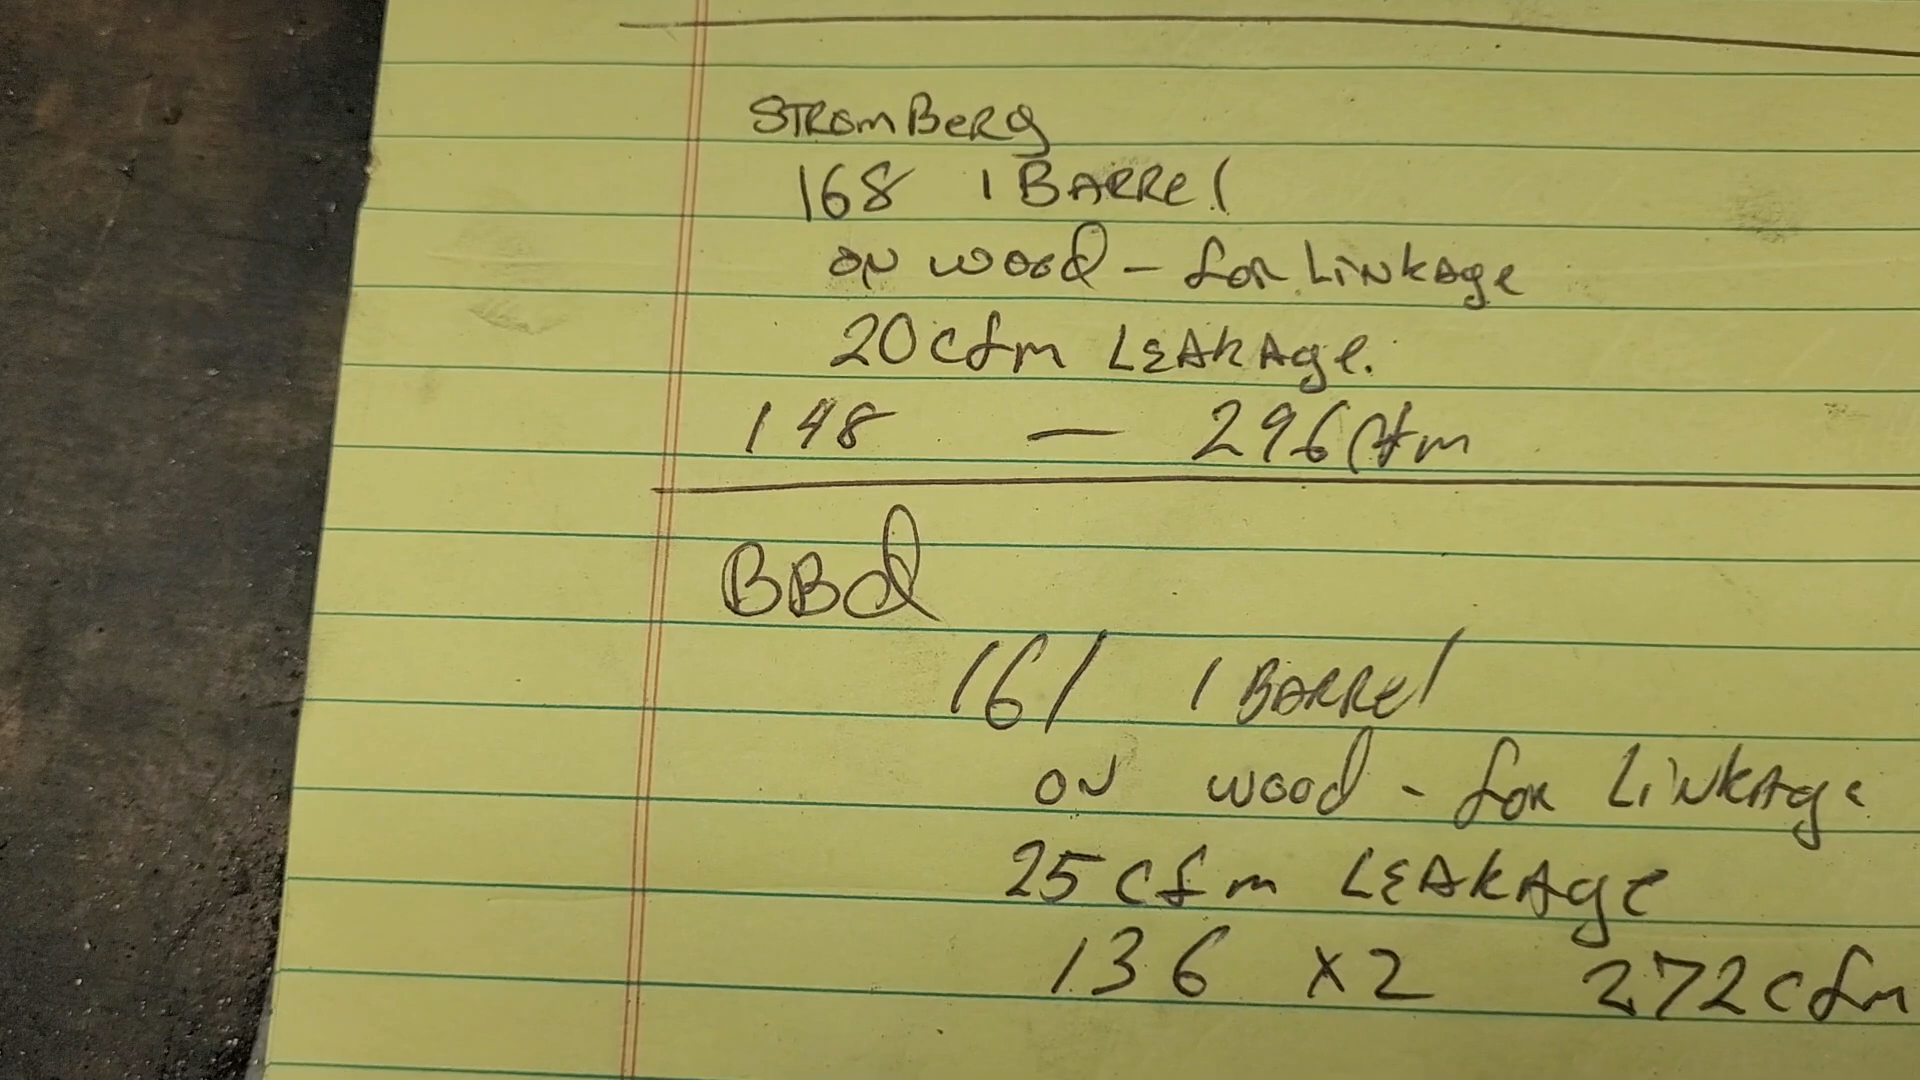 STROMBERG
168 1 BARREL
ON WOOD - FOR LINKAGE
20 cfm LEAKAGE.
148 — 296 cfm
BBd
161 1 BARREL
ON WOOD - FOR LINKAGE
25 cfm LEAKAGE
136 x2 272 cfm